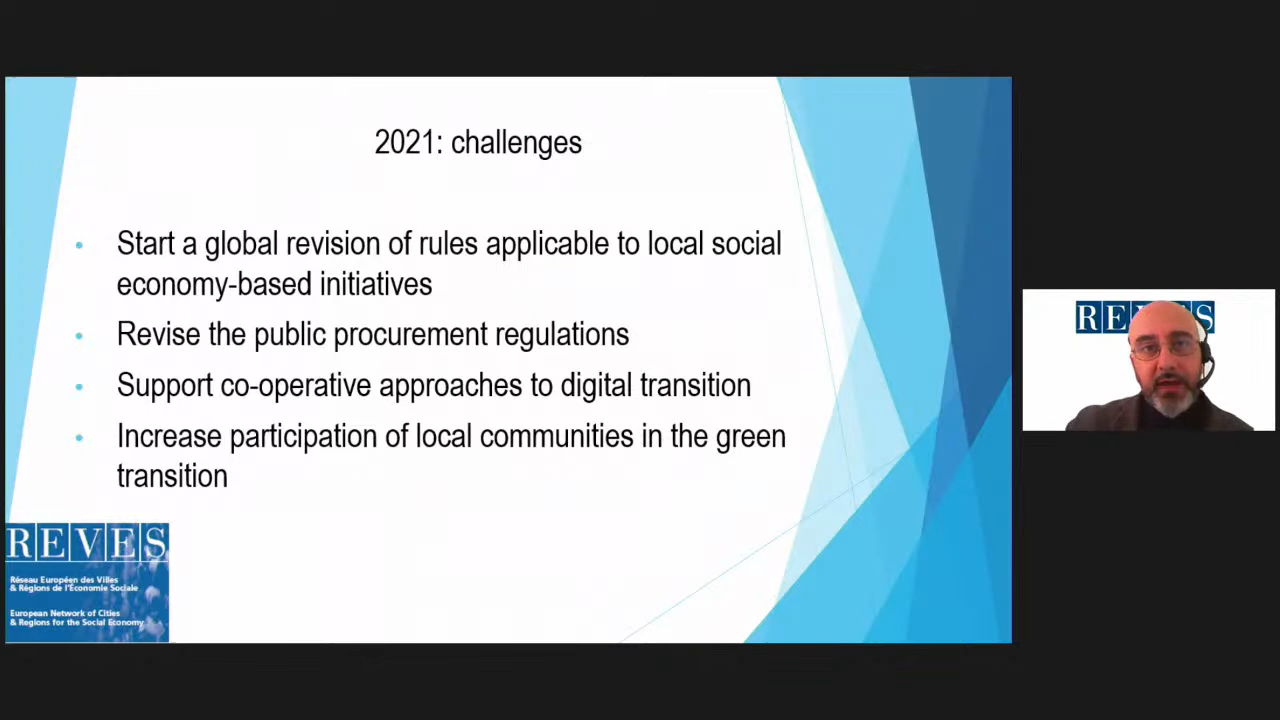 2021: challenges
• Start a global revision of rules applicable to local social
economy-based initiatives
• Revise the public procurement regulations
• Support co-operative approaches to digital transition
• Increase participation of local communities in the green
transition
REVES
Réseau Européen des Villes
& Régions de l'Économie Sociale
European Network of Cities
& Regions for the Social Economy
RE
S